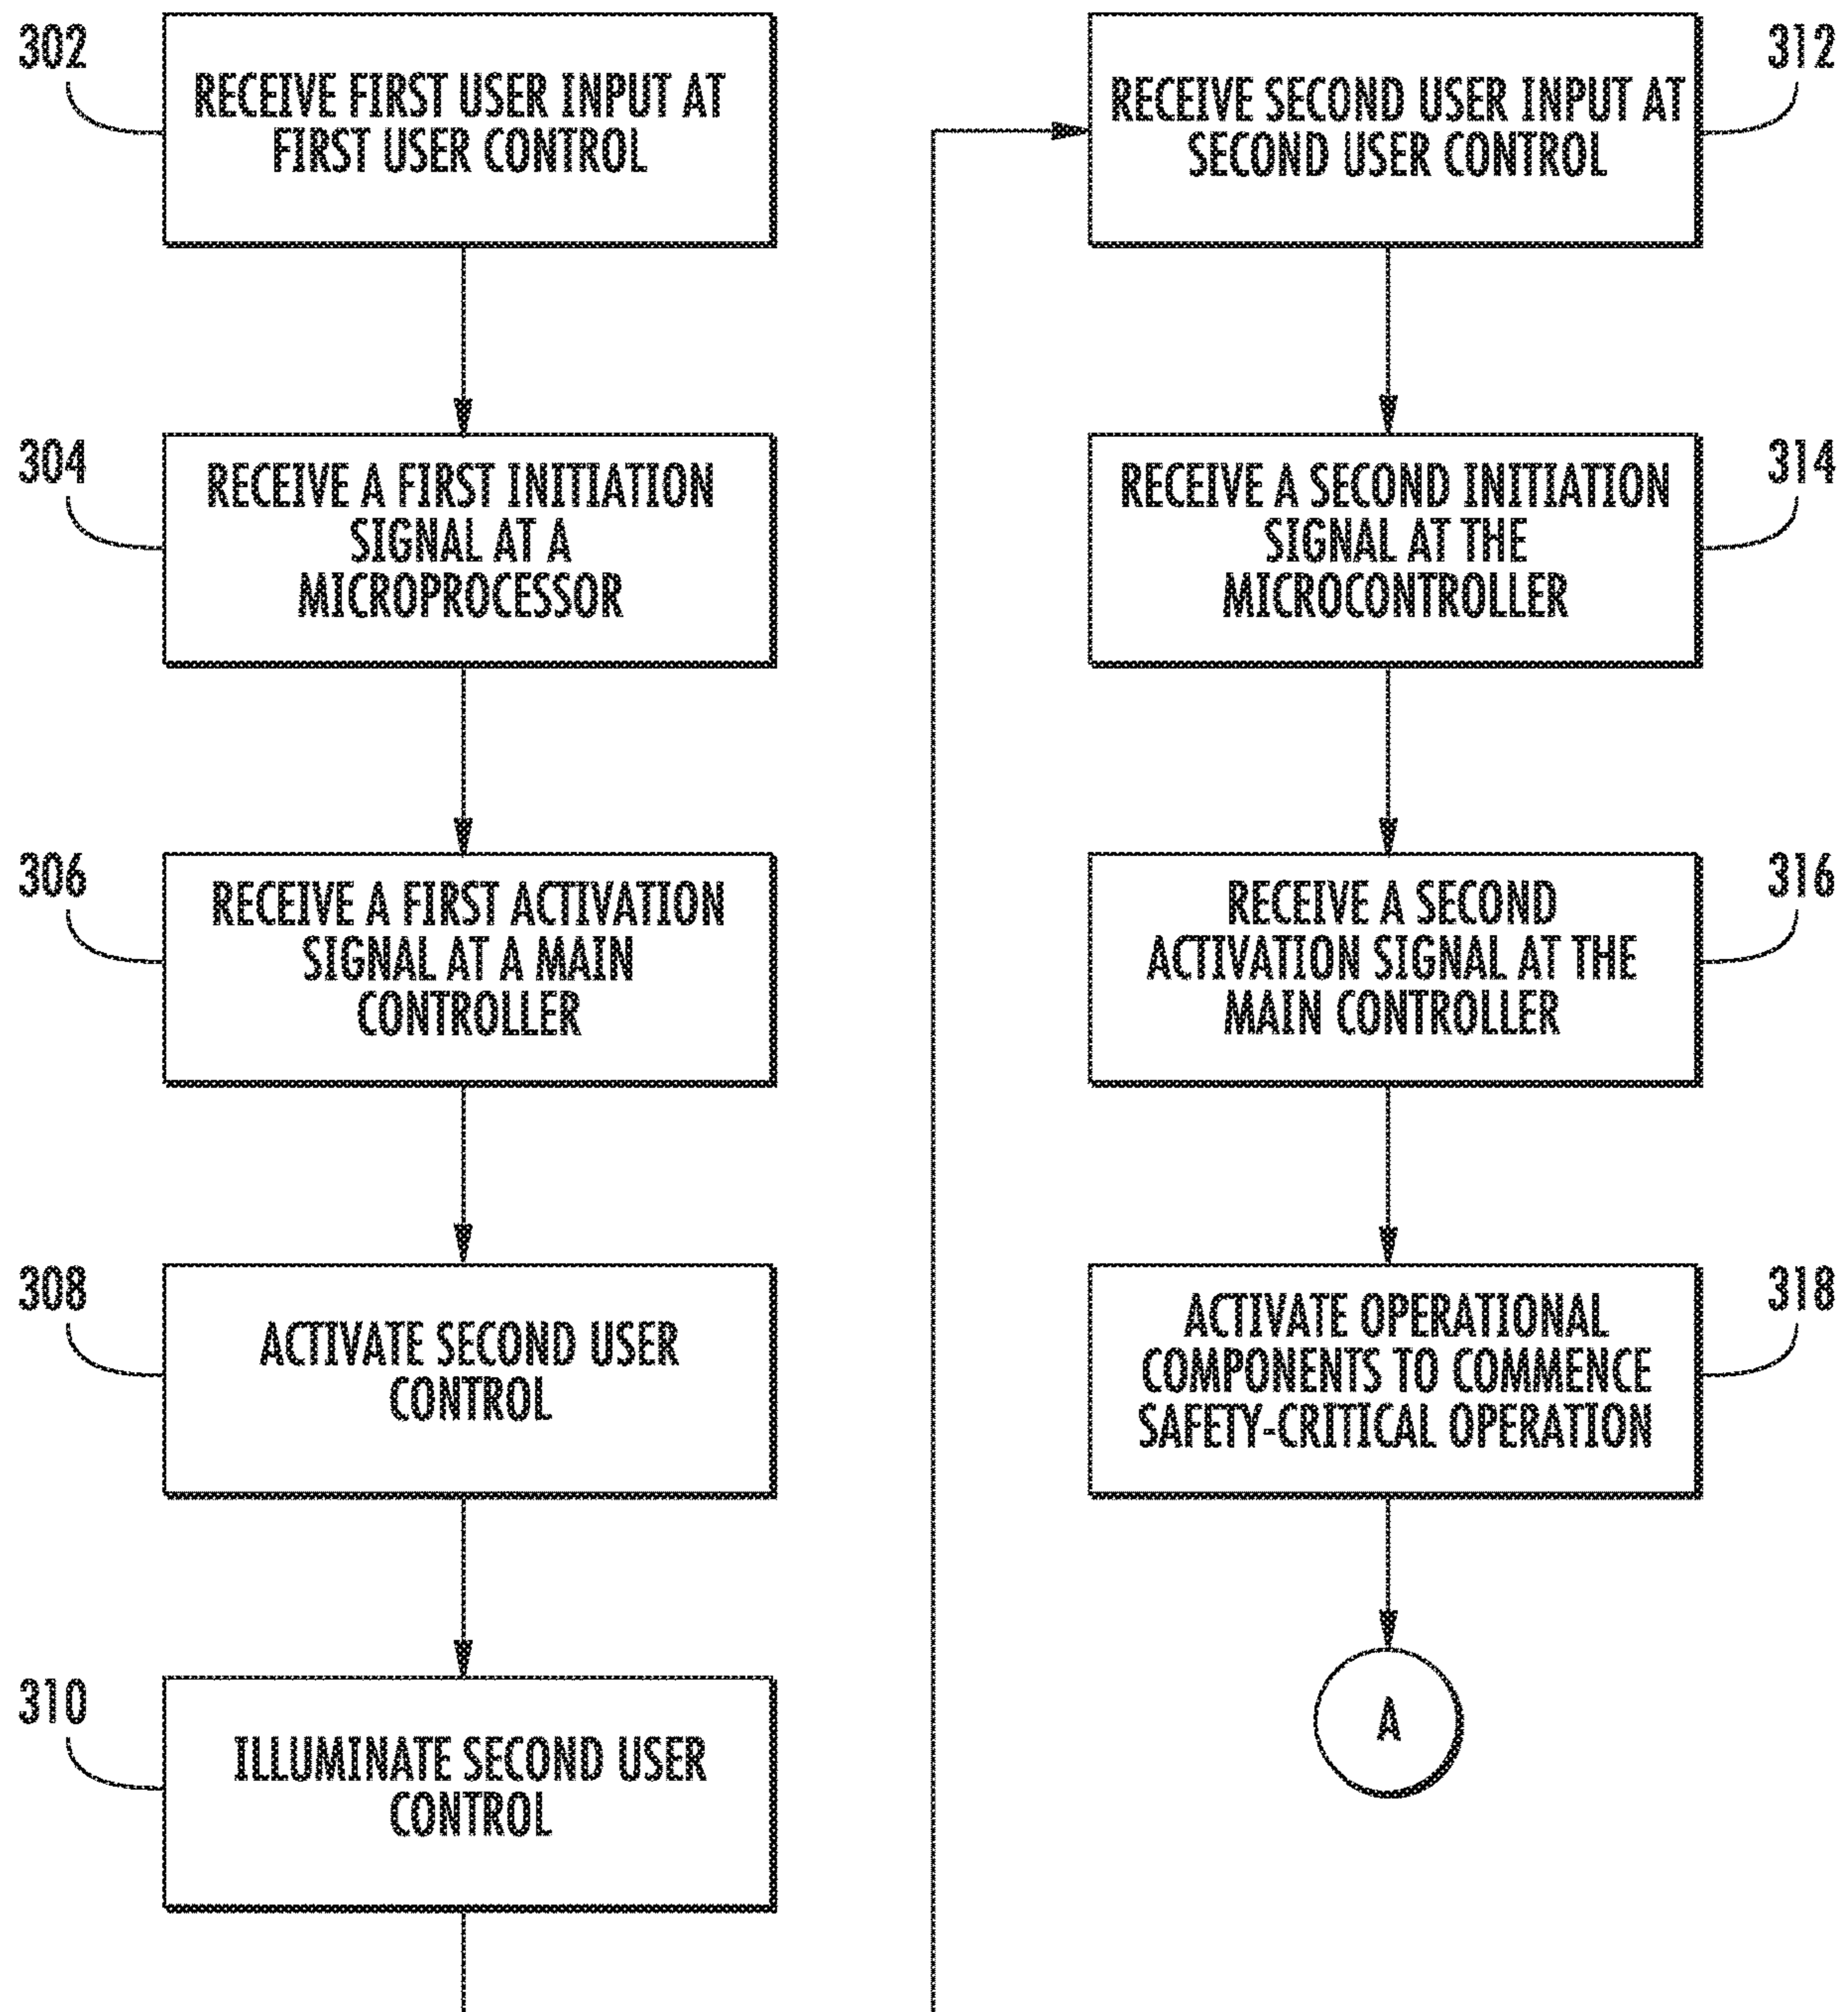 302
RECEIVE FIRST USER INPUT AT
FIRST USER CONTROL
304
RECEIVE A FIRST INITIATION
SIGNAL AT A
MICROPROCESSOR
306
RECEIVE A FIRST ACTIVATION
SIGNAL AT A MAIN
CONTROLLER
308
ACTIVATE SECOND USER
CONTROL
310
ILLUMINATE SECOND USER
CONTROL
312
RECEIVE SECOND USER INPUT AT
SECOND USER CONTROL
314
RECEIVE A SECOND INITIATION
SIGNAL AT THE
MICROCONTROLLER
316
RECEIVE A SECOND
ACTIVATION SIGNAL AT THE
MAIN CONTROLLER
318
ACTIVATE OPERATIONAL
COMPONENTS TO COMMENCE
SAFETY-CRITICAL OPERATION
A